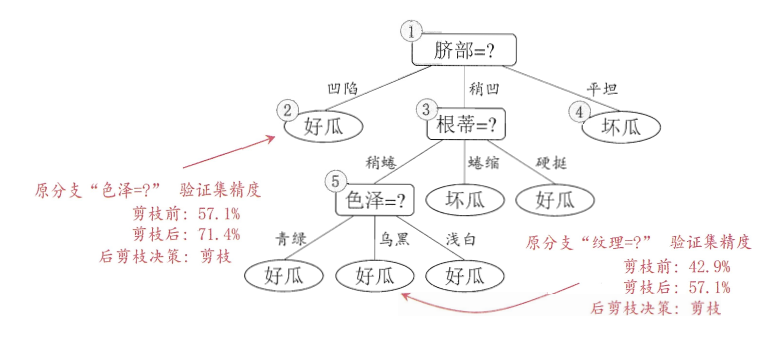 ①
脐部=?
凹陷 稍凹 平坦
② ③ ④
好瓜 根蒂=? 坏瓜
稍蜷 蜷缩 硬挺
⑤
色泽=? 坏瓜 好瓜
原分支“色泽=?” 验证集精度
剪枝前: 57.1%
剪枝后: 71.4%
后剪枝决策: 剪枝
青绿 乌黑 浅白
好瓜 好瓜 好瓜
原分支“纹理=?” 验证集精度
剪枝前: 42.9%
剪枝后: 57.1%
后剪枝决策: 剪枝